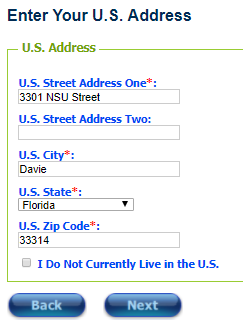 Enter Your U.S. Address
U.S. Address
U.S. Street Address One*:
3301 NSU Street
U.S. Street Address Two:
U.S. City*:
Davie
U.S. State*:
Florida
U.S. Zip Code*:
33314
I Do Not Currently Live in the U.S.
Back Next